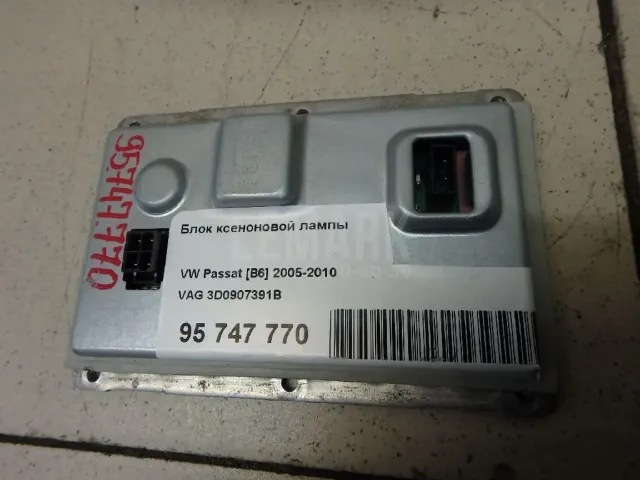 95747770
Блок ксеноновой лампы
VW Passat [B6] 2005-2010
VAG 3D0907391B
95 747 770